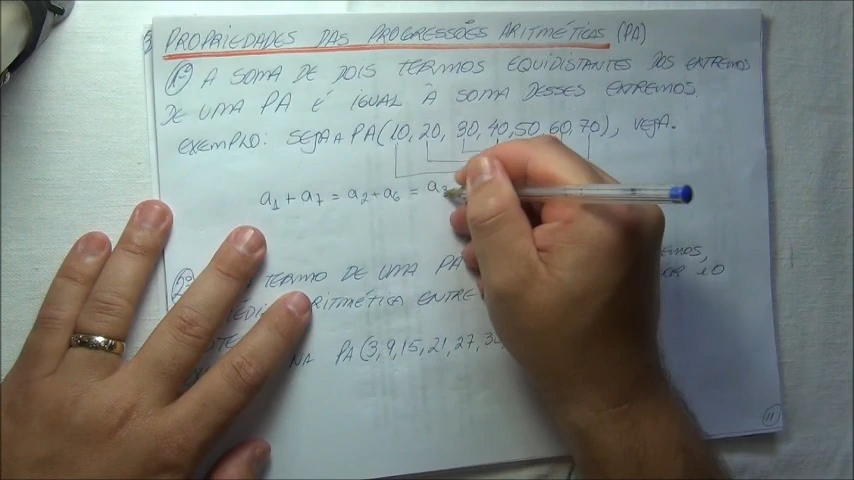 PROPRIEDADES DAS PROGRESSÕES ARITMÉTICAS (PA)
1ª A SOMA DE DOIS TERMOS EQUIDISTANTES DOS EXTREMOS
DE UMA PA É IGUAL À SOMA DESSES EXTREMOS.
EXEMPLO: SEJA A PA(10,20, 30,40,50,60,70), VEJA.
a1 + a7 = a2 + a6 = a3
2ª TERMO DE UMA PA
ARITMÉTICA ENTRE
NA PA(3,9,15,21,27,
11